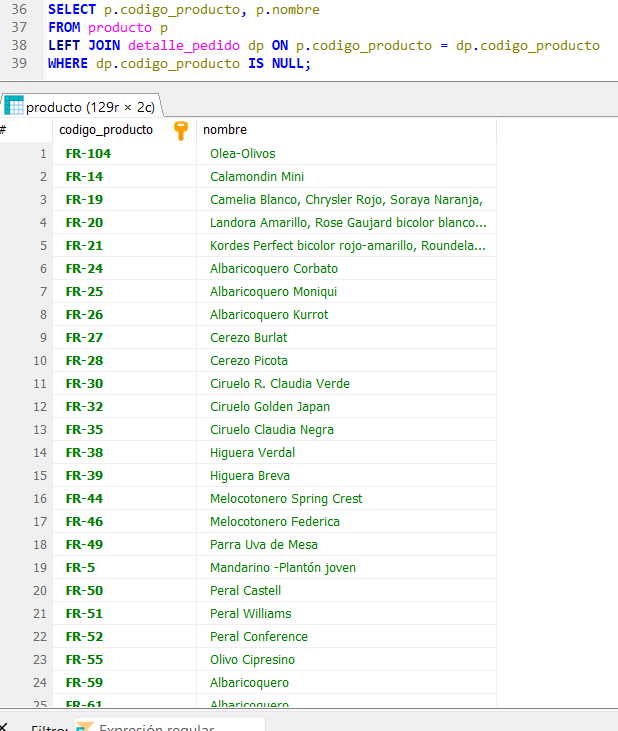 36 SELECT p.codigo_producto, p.nombre
37 FROM producto p
38 LEFT JOIN detalle_pedido dp ON p.codigo_producto = dp.codigo_producto
39 WHERE dp.codigo_producto IS NULL;
producto (129r × 2c)
# codigo_producto nombre
1 FR-104 Olea-Olivos
2 FR-14 Calamondin Mini
3 FR-19 Camelia Blanco, Chrysler Rojo, Soraya Naranja,
4 FR-20 Landora Amarillo, Rose Gaujard bicolor blanco...
5 FR-21 Kordes Perfect bicolor rojo-amarillo, Roundela...
6 FR-24 Albaricoquero Corbato
7 FR-25 Albaricoquero Moniqui
8 FR-26 Albaricoquero Kurrot
9 FR-27 Cerezo Burlat
10 FR-28 Cerezo Picota
11 FR-30 Ciruelo R. Claudia Verde
12 FR-32 Ciruelo Golden Japan
13 FR-35 Ciruelo Claudia Negra
14 FR-38 Higuera Verdal
15 FR-39 Higuera Breva
16 FR-44 Melocotonero Spring Crest
17 FR-46 Melocotonero Federica
18 FR-49 Parra Uva de Mesa
19 FR-5 Mandarino -Plantón joven
20 FR-50 Peral Castell
21 FR-51 Peral Williams
22 FR-52 Peral Conference
23 FR-55 Olivo Cipresino
24 FR-59 Albaricoquero
25 FR-61 Albaricoquero
Filtro: Expresión regular